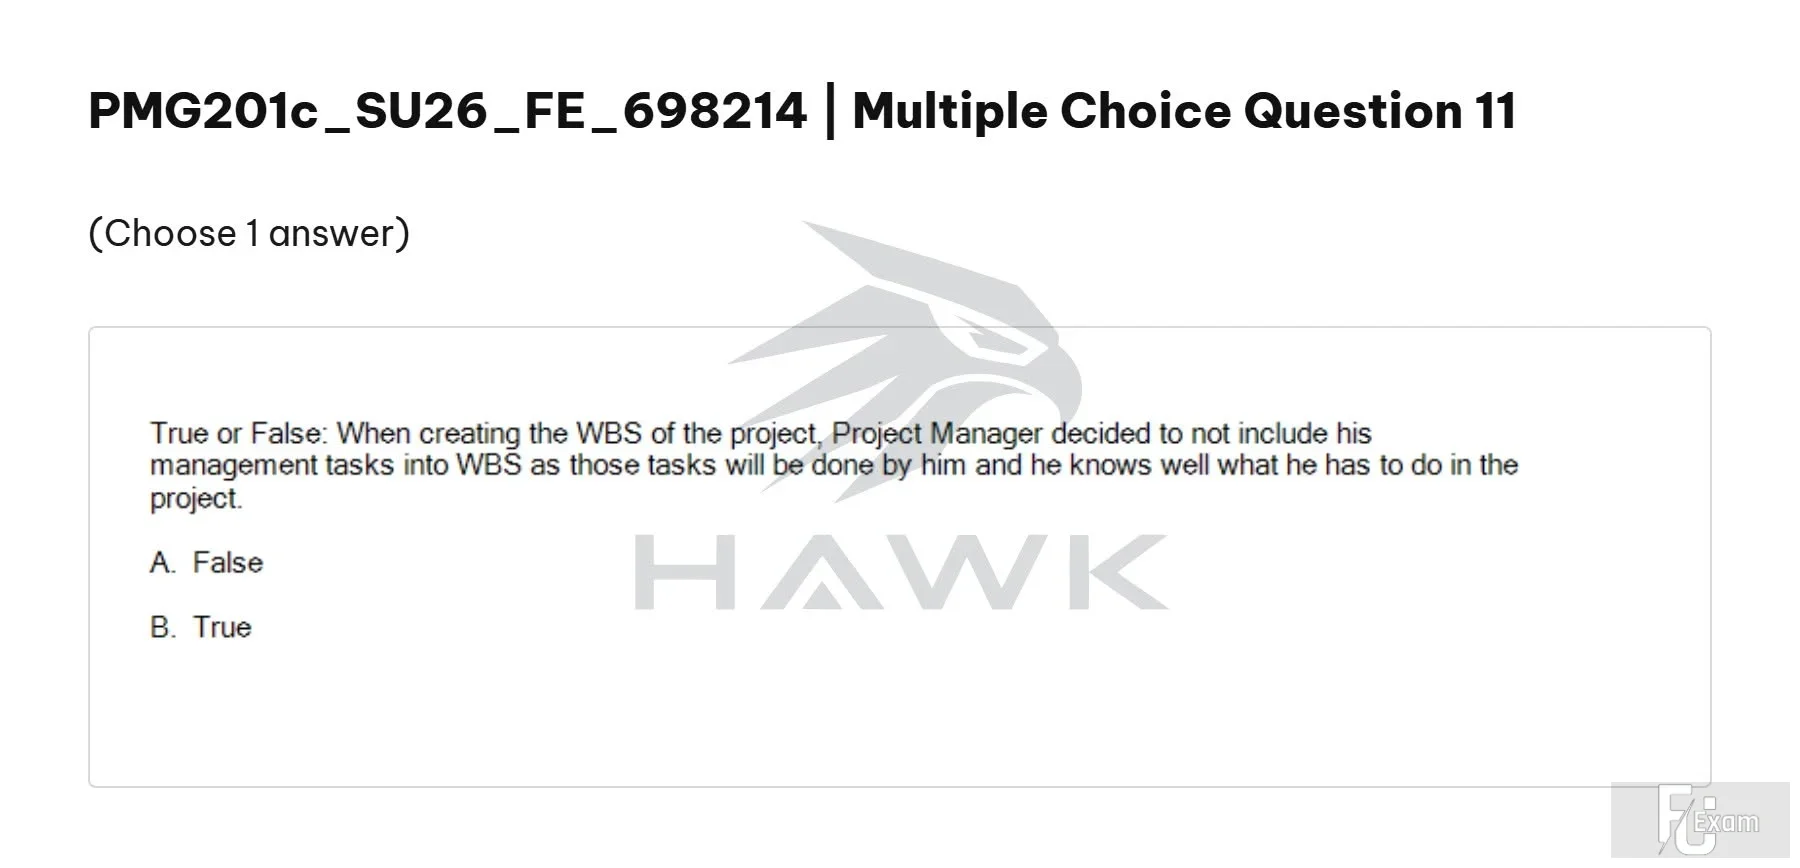 PMG201c_SU26_FE_698214 | Multiple Choice Question 11
(Choose 1 answer)
True or False: When creating the WBS of the project, Project Manager decided to not include his
management tasks into WBS as those tasks will be done by him and he knows well what he has to do in the
project.
A. False
B. True
HAWK
FU Exam